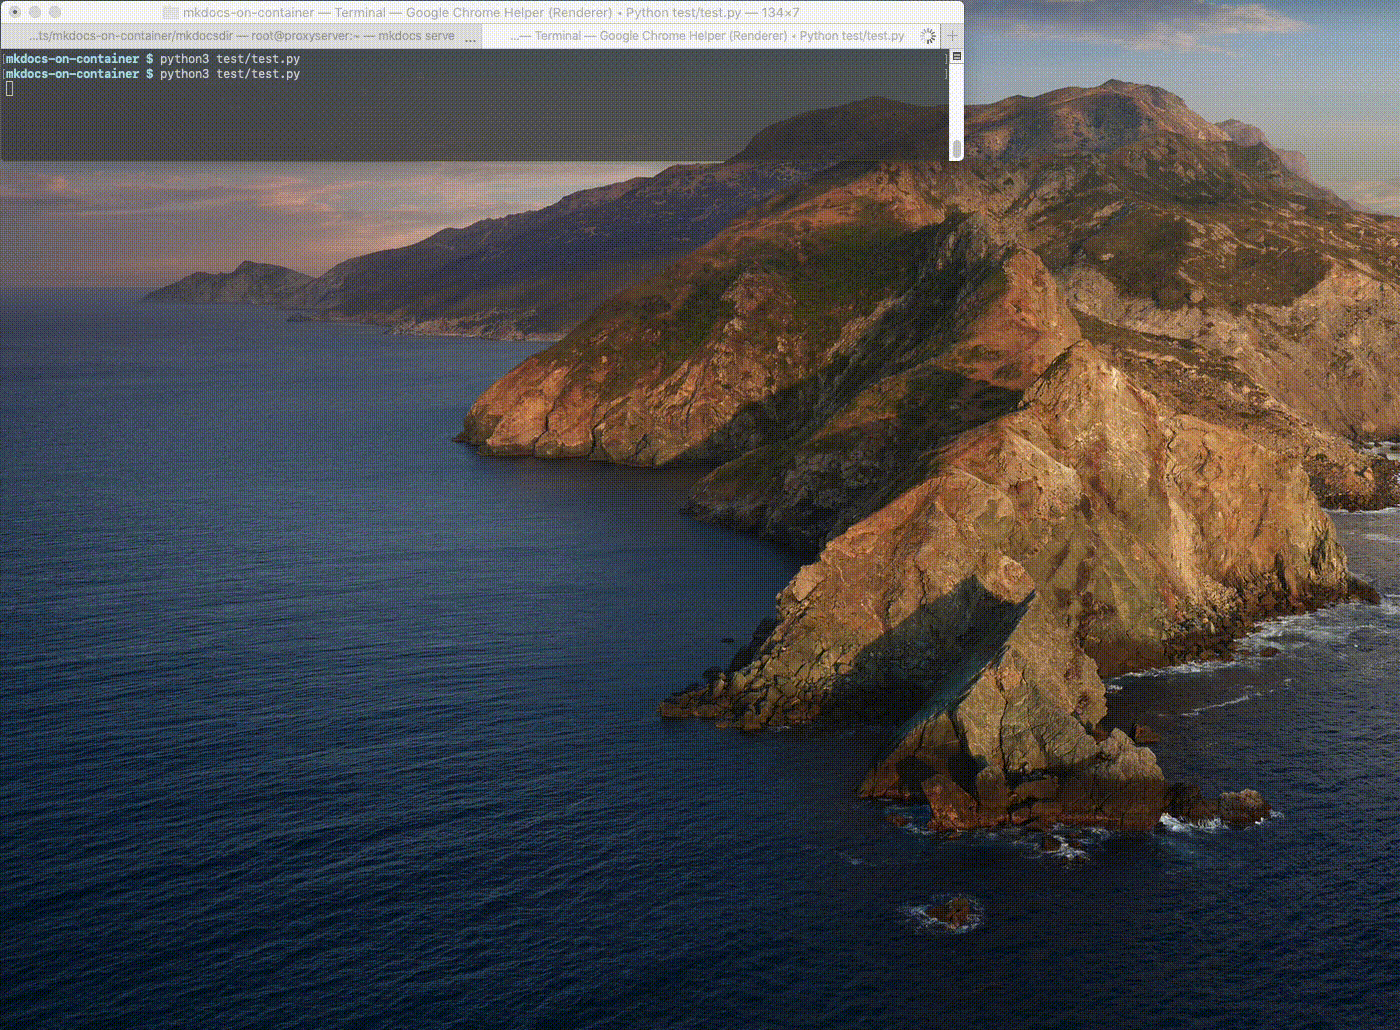 mkdocs-on-container — Terminal — Google Chrome Helper (Renderer) • Python test/test.py — 134×7
...ts/mkdocs-on-container/mkdocsdir — root@proxyserver:~ — mkdocs serve ... ...— Terminal — Google Chrome Helper (Renderer) • Python test/test.py +
[mkdocs-on-container $ python3 test/test.py ]
[mkdocs-on-container $ python3 test/test.py ]